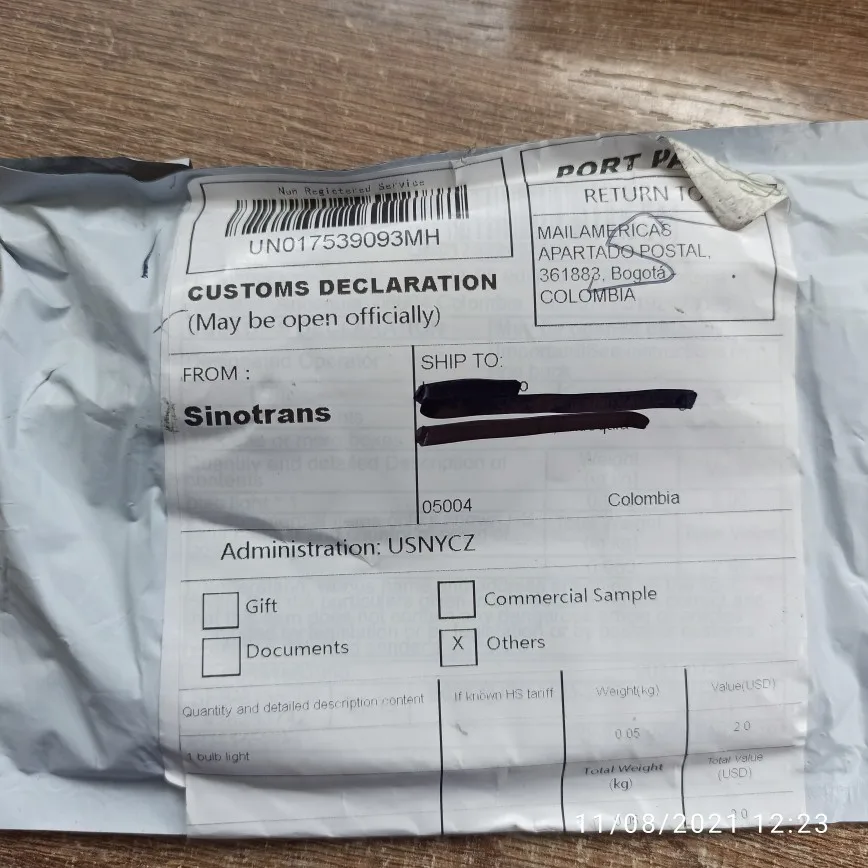 Non Registered Service
UN017539093MH
PORT
RETURN TO
MAILAMERICAS
APARTADO POSTAL,
361883, Bogotá
COLOMBIA
CUSTOMS DECLARATION
(May be open officially)
FROM :
Sinotrans
SHIP TO:
05004 Colombia
Administration: USNYCZ
Gift
Commercial Sample
Documents
X Others
Quantity and detailed description content If known HS tariff Weight(kg) Value(USD)
1 bulb light 0.05 2.0
Total Weight
(kg)
Total Value
(USD)
2.0
11/08/2021 12:23